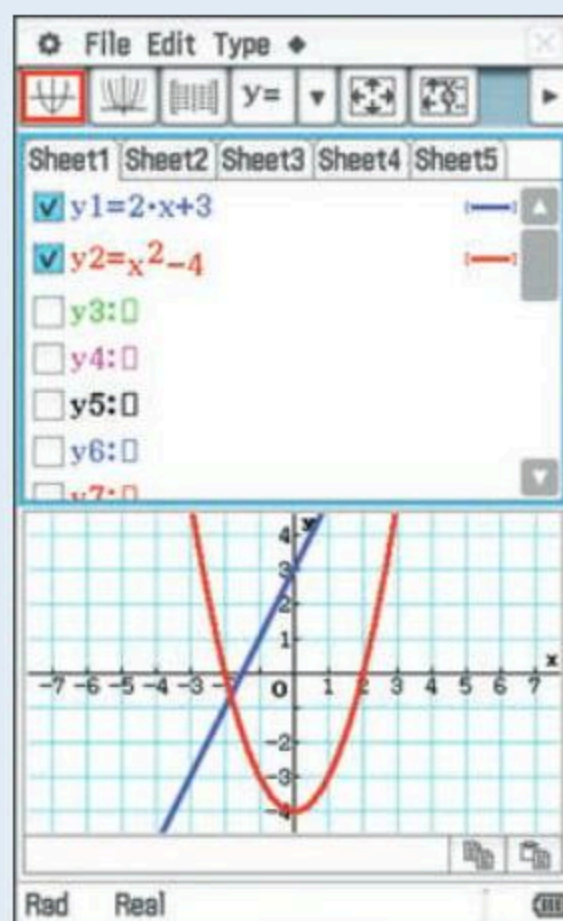 File Edit Type
y=
Sheet1 Sheet2 Sheet3 Sheet4 Sheet5
y1=2·x+3
y2=x²-4
y3:
y4:
y5:
y6:
y7:
y
4
3
2
1
-7 -6 -5 -4 -3 -2 O 1 2 3 4 5 6 7 x
-2
-3
-4
Rad Real